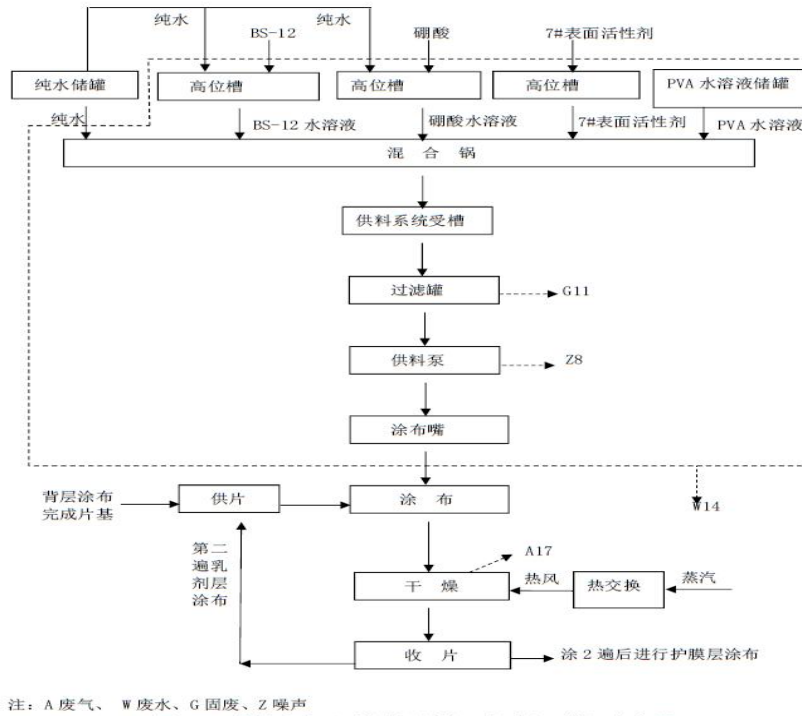 纯水
纯水
BS-12
硼酸
7#表面活性剂
纯水储罐
高位槽
高位槽
高位槽
PVA 水溶液储罐
纯水
BS-12 水溶液
硼酸水溶液
7#表面活性剂
PVA 水溶液
混 合 锅
供料系统受槽
过滤罐
G11
供料泵
Z8
涂布嘴
背层涂布
完成片基
供片
涂 布
W14
第二
遍乳
剂层
涂布
A17
干 燥
热风
热交换
蒸汽
收 片
涂 2 遍后进行护膜层涂布
注：A 废气、 W 废水、G 固废、Z 噪声